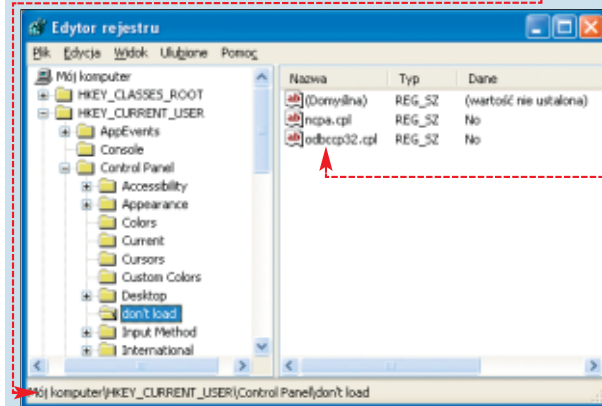 Edytor rejestru
Plik Edycja Widok Ulubione Pomoc
Mój komputer
HKEY_CLASSES_ROOT
HKEY_CURRENT_USER
AppEvents
Console
Control Panel
Accessibility
Appearance
Colors
Current
Cursors
Custom Colors
Desktop
don't load
Input Method
International
Nazwa Typ Dane
(Domyślna) REG_SZ (wartość nie ustalona)
ncpa.cpl REG_SZ No
odbccp32.cpl REG_SZ No
Mój komputer\HKEY_CURRENT_USER\Control Panel\don't load